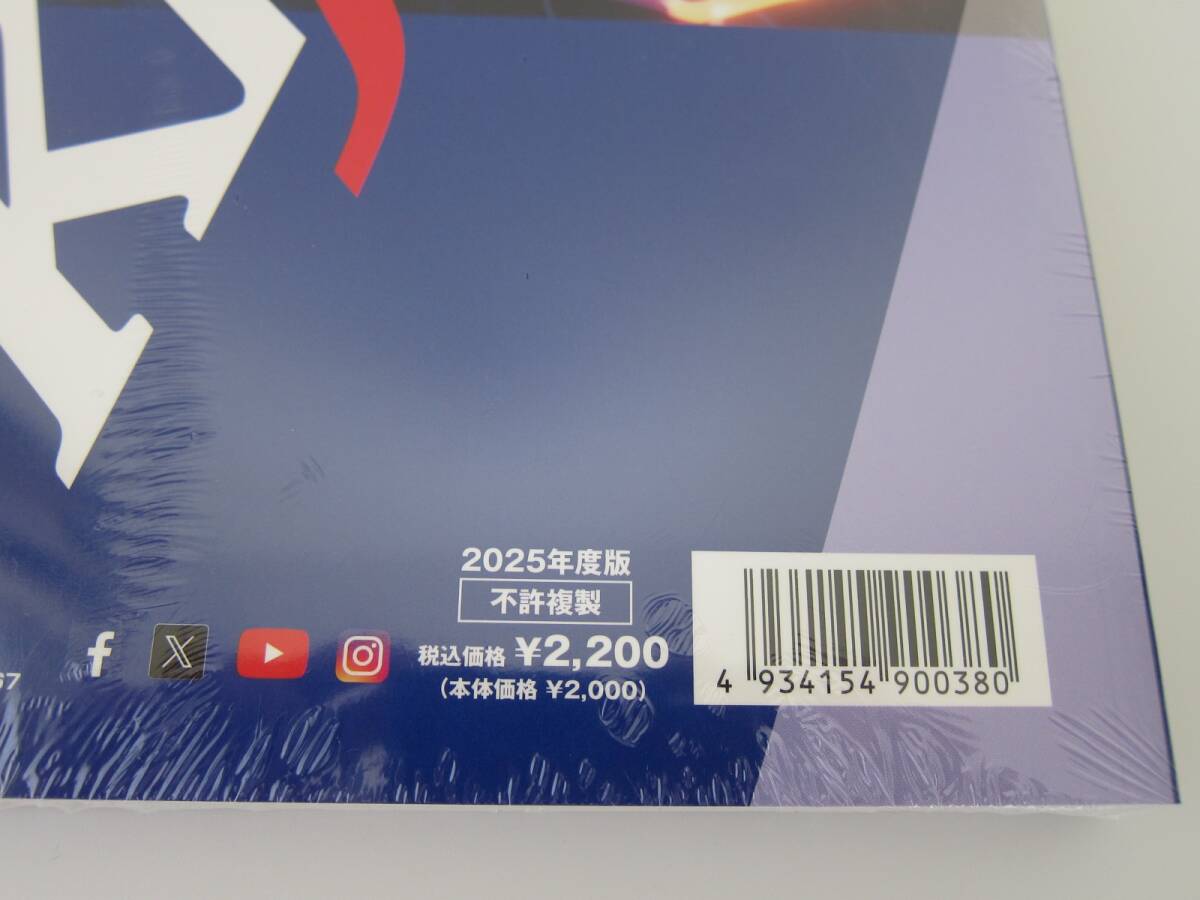 2025年度版
不許複製
税込価格 ¥2,200
(本体価格 ¥2,000)
67
4 934154 900380